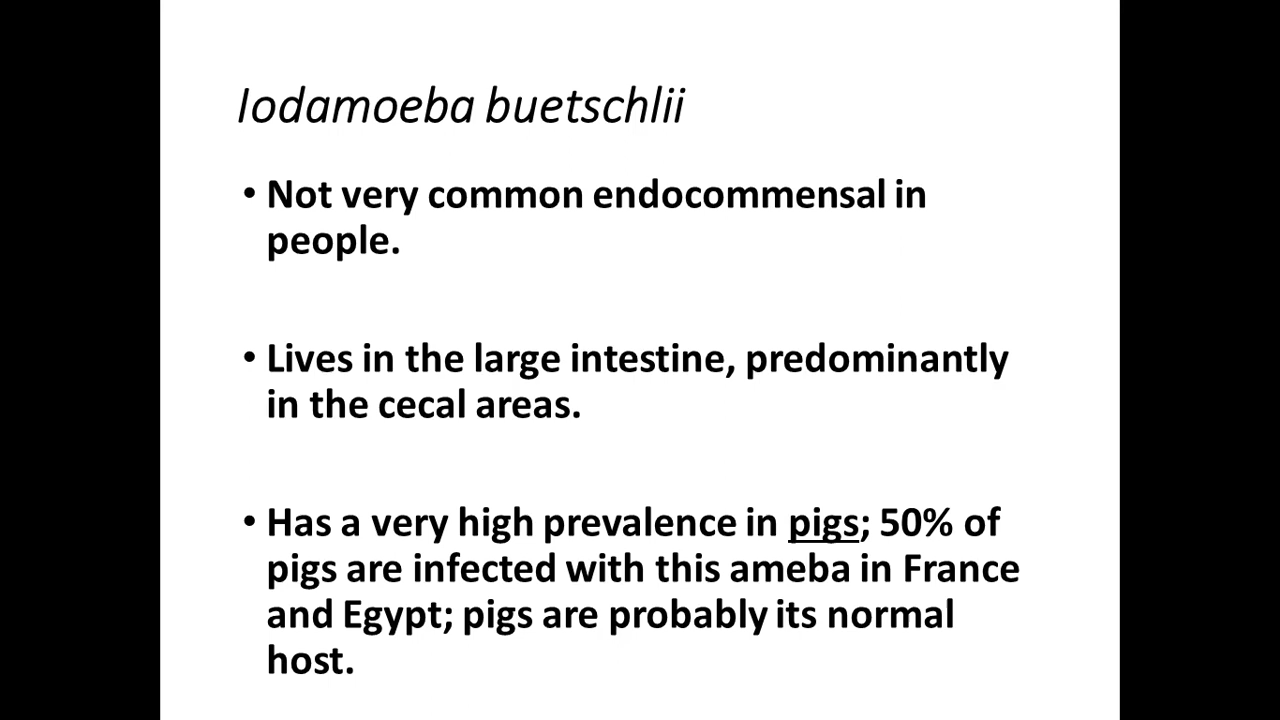 Iodamoeba buetschlii
• Not very common endocommensal in
people.
• Lives in the large intestine, predominantly
in the cecal areas.
• Has a very high prevalence in pigs; 50% of
pigs are infected with this ameba in France
and Egypt; pigs are probably its normal
host.